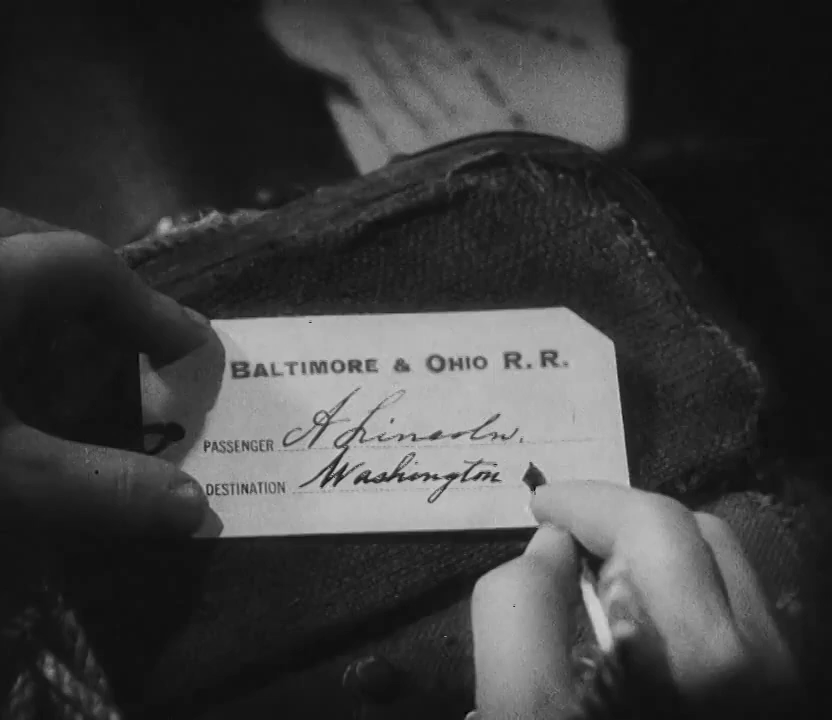 BALTIMORE & OHIO R. R.
PASSENGER A Lincoln.
DESTINATION Washington